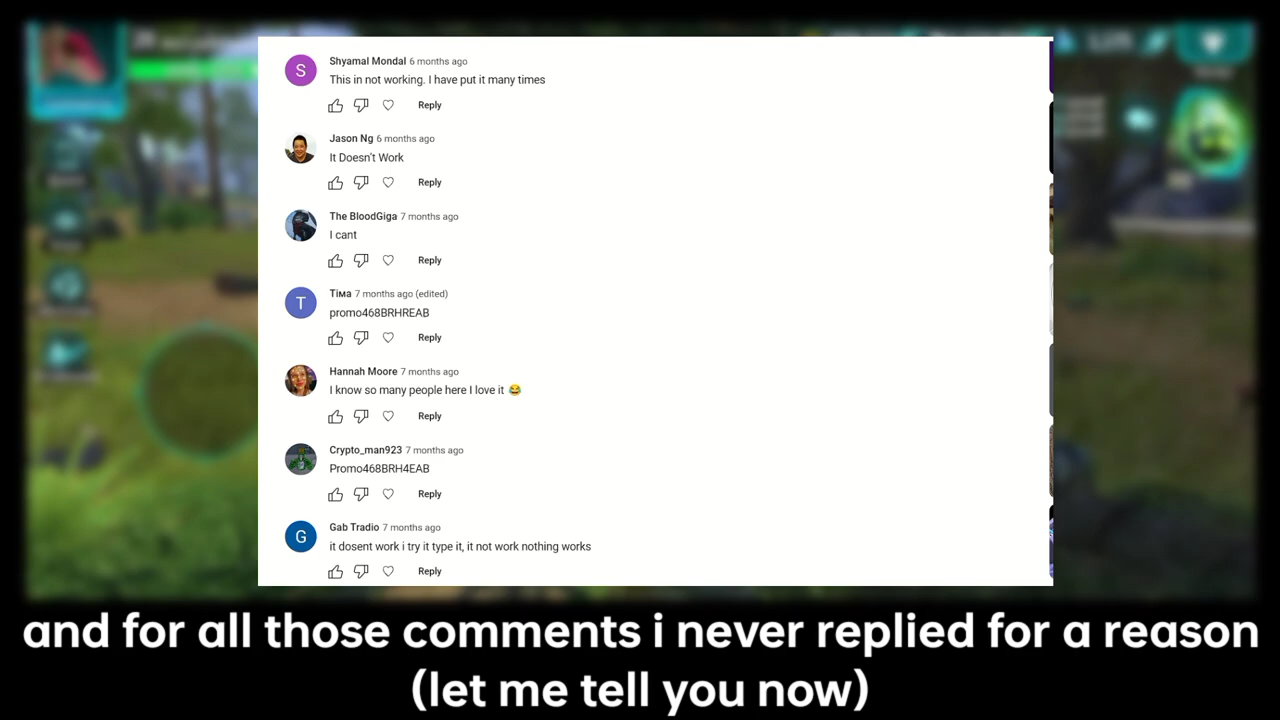 S
Shyamal Mondal 6 months ago
This in not working. I have put it many times
Reply
Jason Ng 6 months ago
It Doesn't Work
Reply
The BloodGiga 7 months ago
I cant
Reply
T
Тіма 7 months ago (edited)
promo468BRHREAB
Reply
Hannah Moore 7 months ago
I know so many people here I love it 😂
Reply
Crypto_man923 7 months ago
Promo468BRH4EAB
Reply
G
Gab Tradio 7 months ago
it dosent work i try it type it, it not work nothing works
Reply
and for all those comments i never replied for a reason
(let me tell you now)